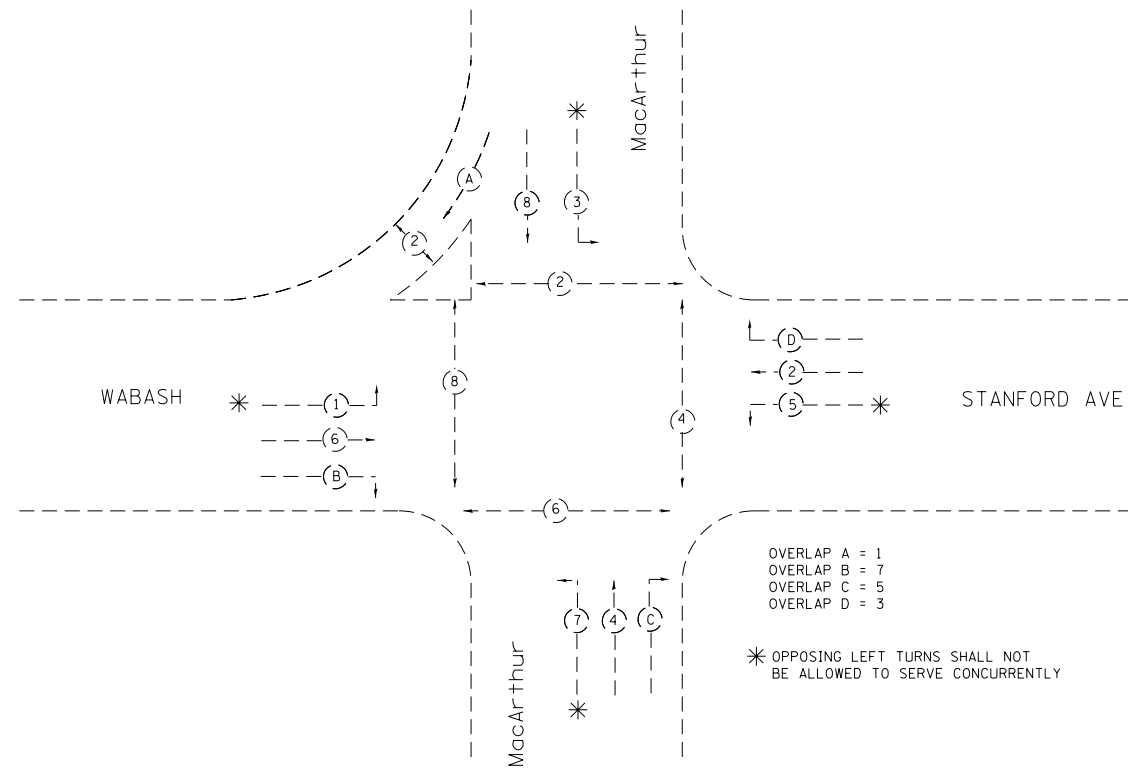 MacArthur
A
8
3
2
2
8
4
D
2
5
WABASH
1
6
B
STANFORD AVE
6
7
4
C
OVERLAP A = 1
OVERLAP B = 7
OVERLAP C = 5
OVERLAP D = 3
MacArthur
OPPOSING LEFT TURNS SHALL NOT
BE ALLOWED TO SERVE CONCURRENTLY